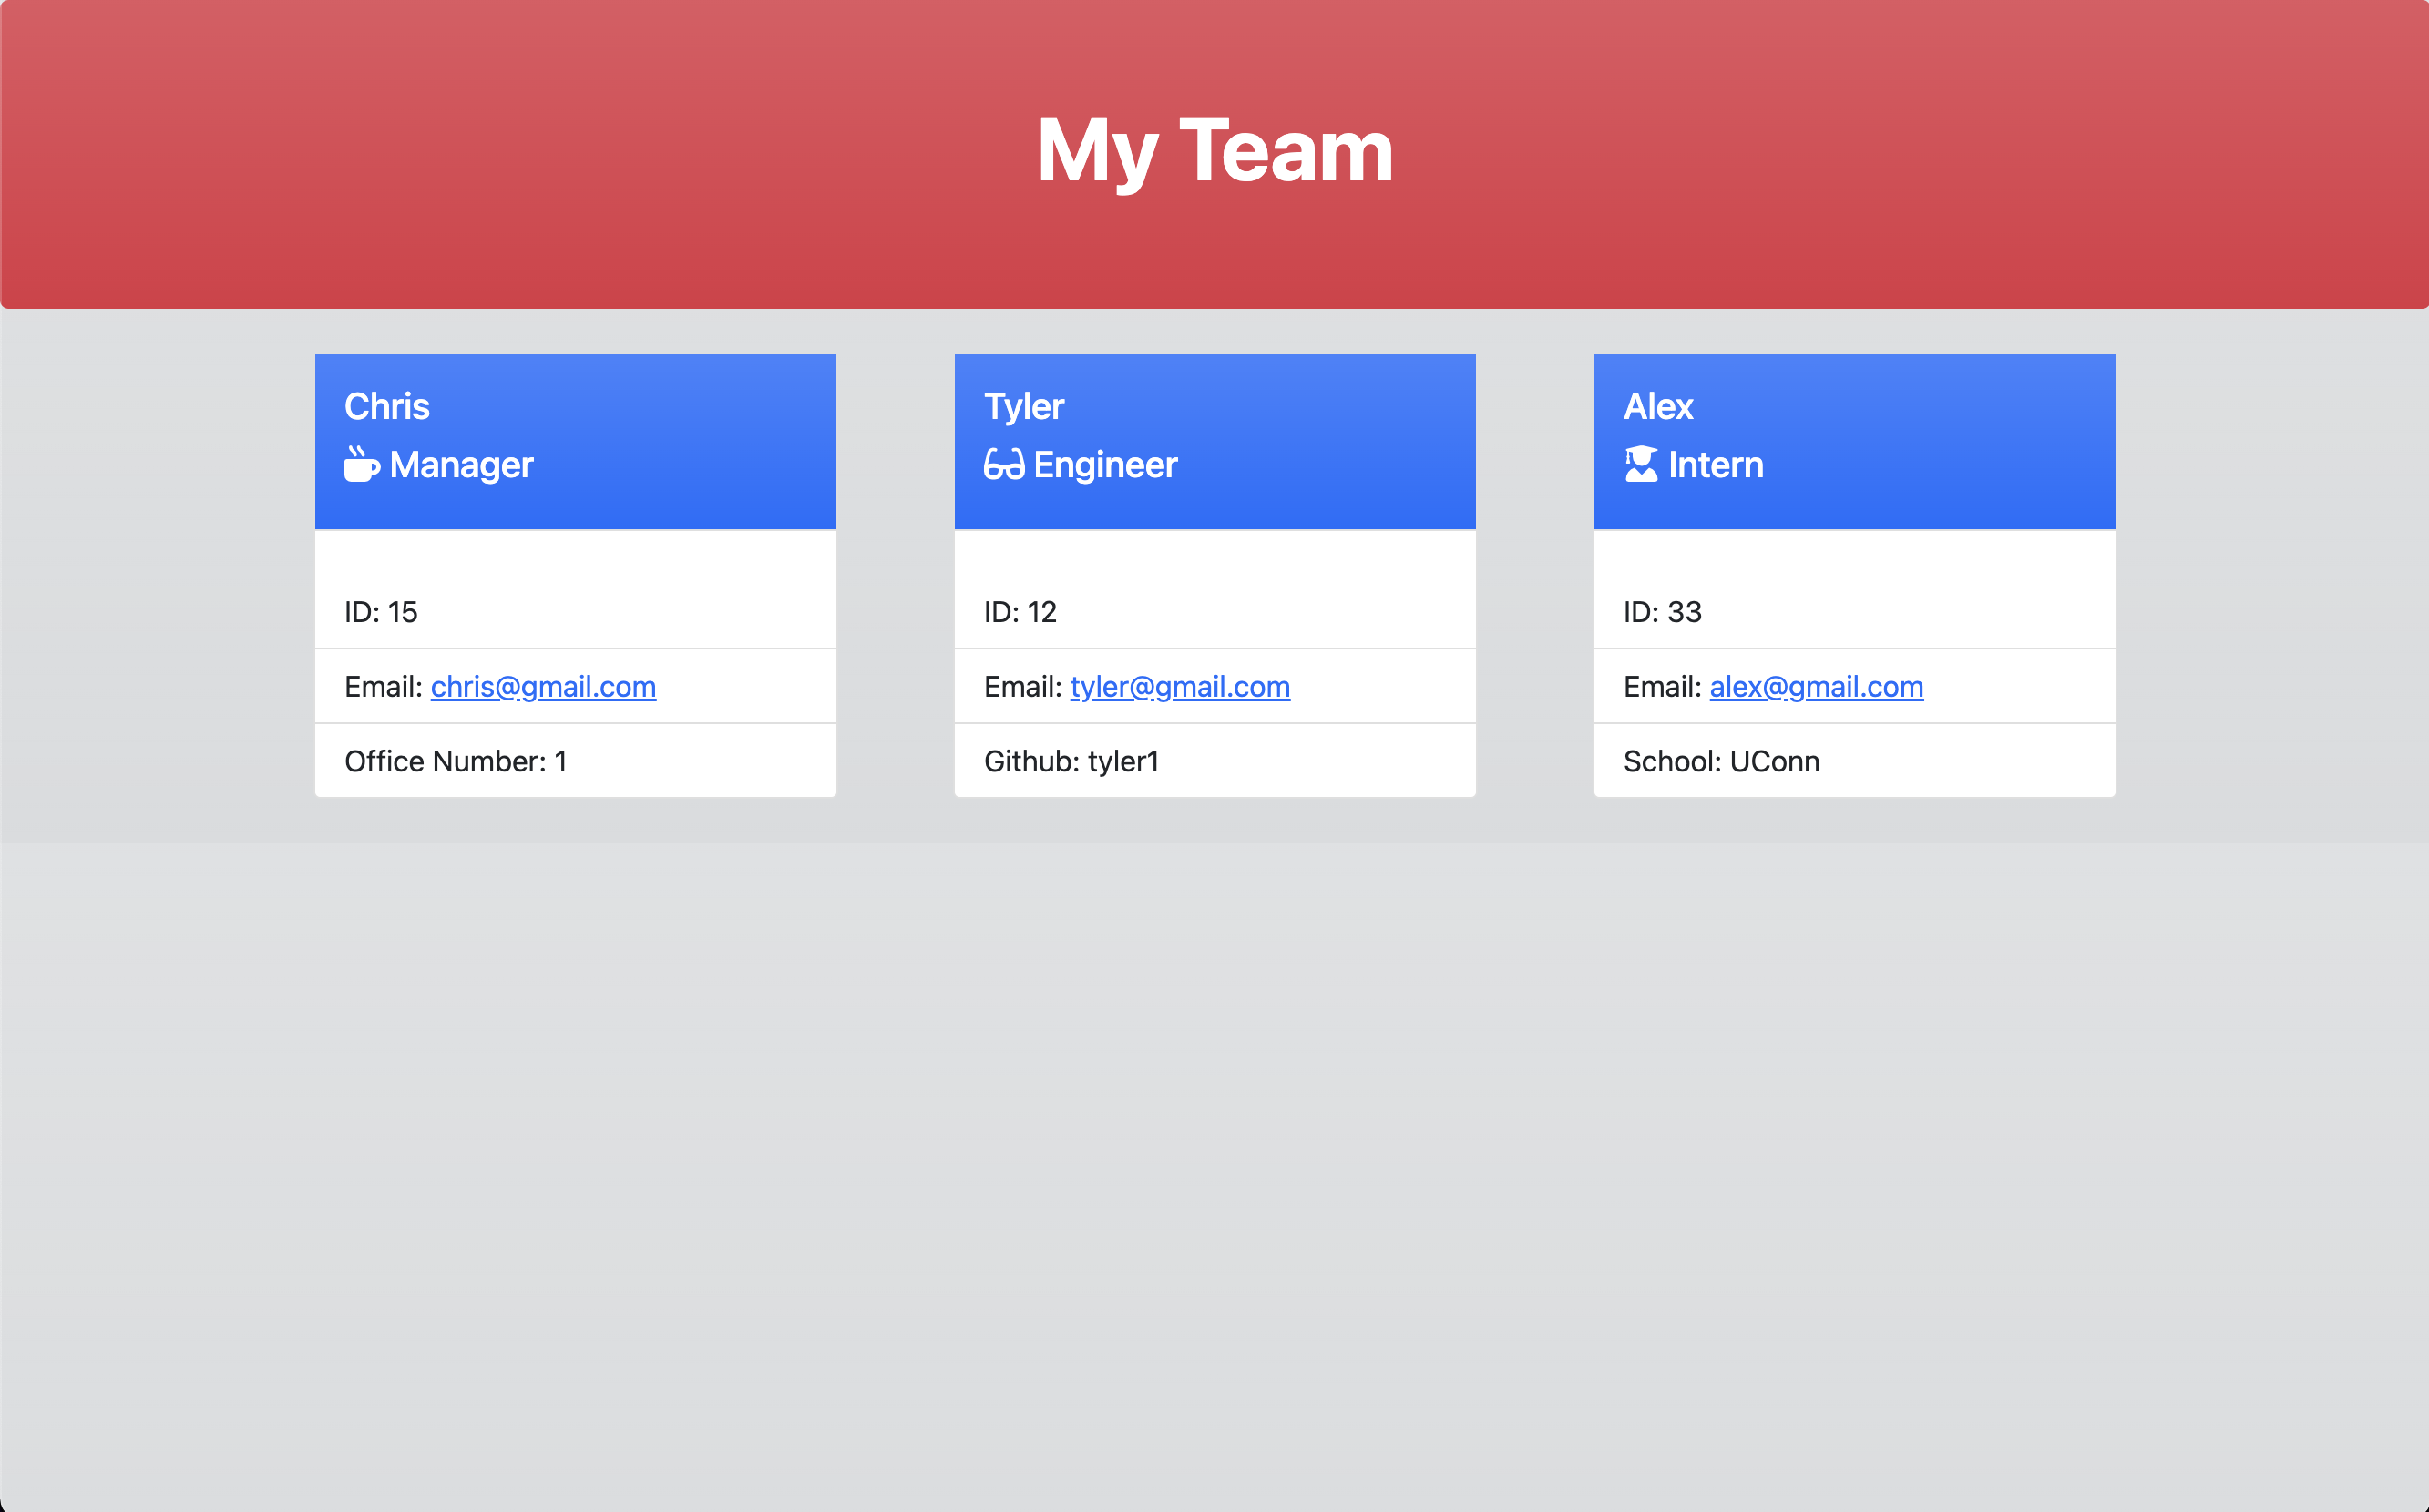 My Team
Chris
Manager
ID: 15
Email: chris@gmail.com
Office Number: 1
Tyler
Engineer
ID: 12
Email: tyler@gmail.com
Github: tyler1
Alex
Intern
ID: 33
Email: alex@gmail.com
School: UConn